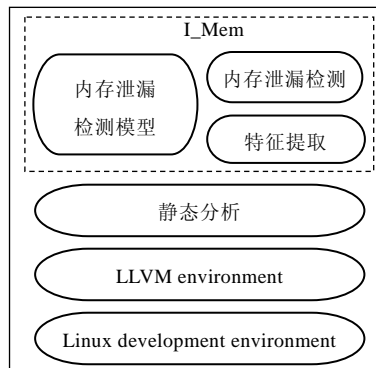 I_Mem
内存泄漏
检测模型
内存泄漏检测
特征提取
静态分析
LLVM environment
Linux development environment